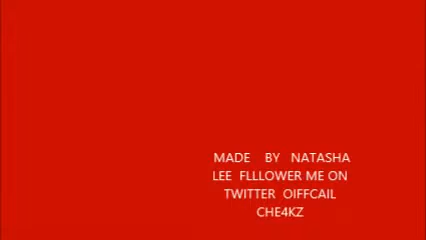 MADE BY NATASHA
LEE FLLLOWER ME ON
TWITTER OIFFCAIL
CHE4KZ